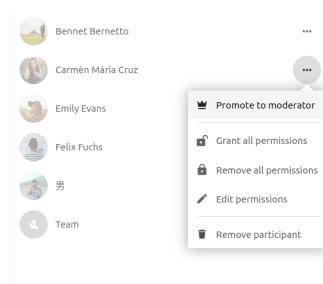 Bennet Bernetto
Carmèn Máría Cruz
Promote to moderator
Emily Evans
Grant all permissions
Felix Fuchs
Remove all permissions
男
Edit permissions
Team
Remove participant